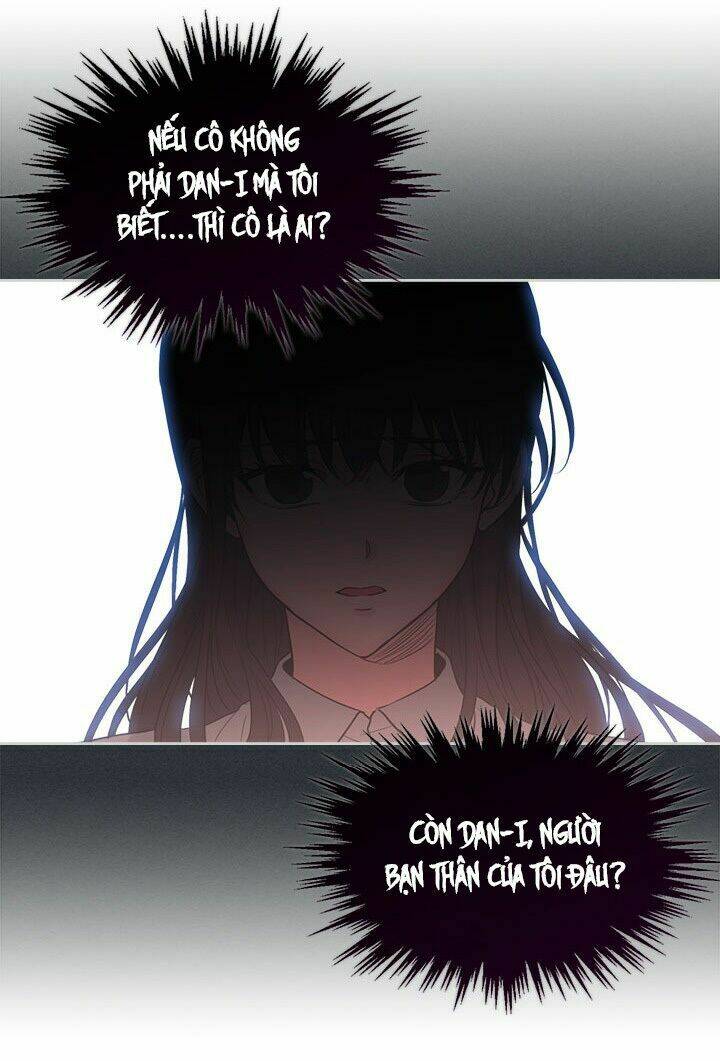 NẾU CÔ KHÔNG
PHẢI DAN-I MÀ TÔI
BIẾT....THÌ CÔ LÀ AI?
CÒN DAN-I, NGƯỜI
BẠN THÂN CỦA TÔI ĐÂU?